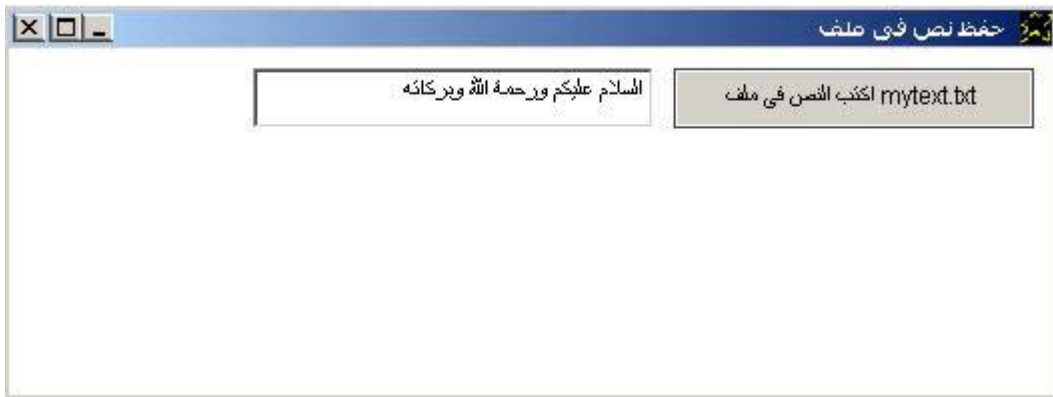 حفظ نص في ملف
mytext.txt اكتب النص في ملف
السلام عليكم ورحمة الله وبركاته